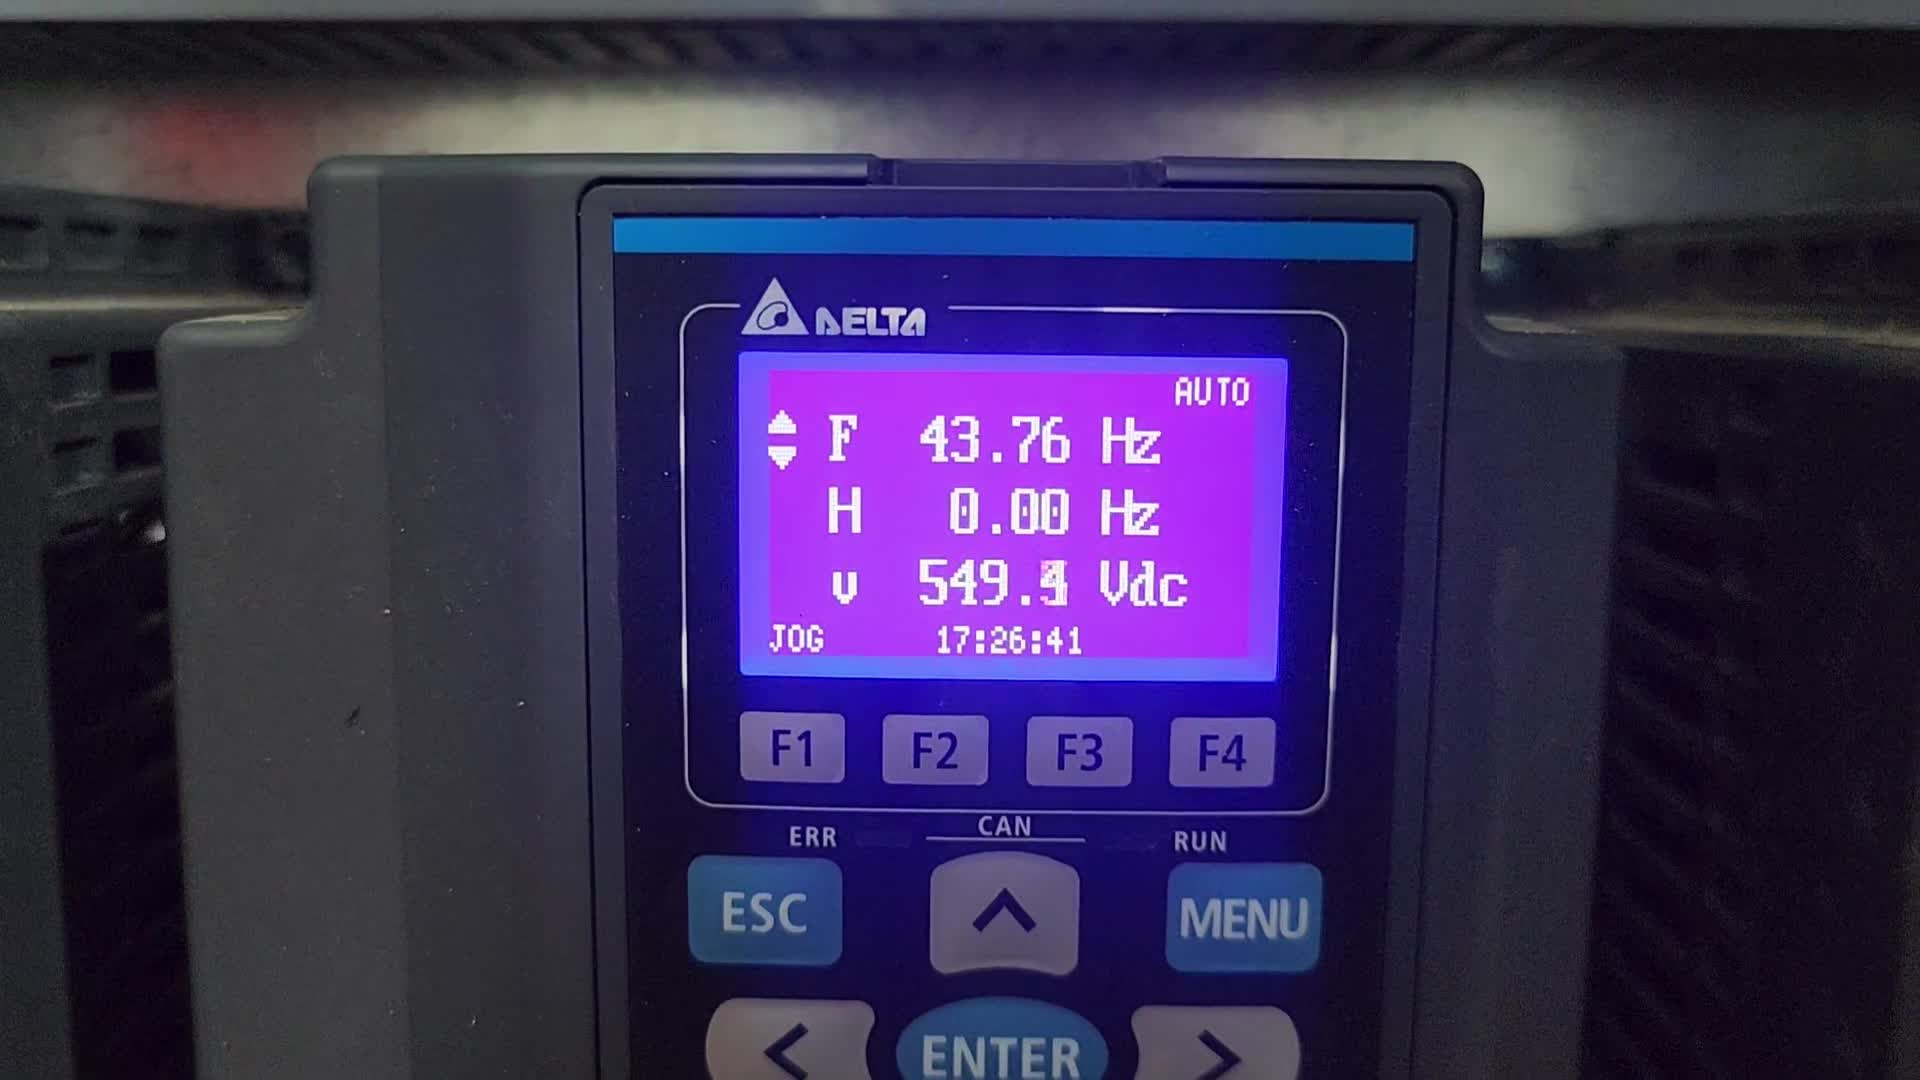 DELTA
AUTO
F 43.76 Hz
H 0.00 Hz
v Vdc
JOG 17:26:41
F1 F2 F3 F4
ERR CAN RUN
ESC MENU
ENTER